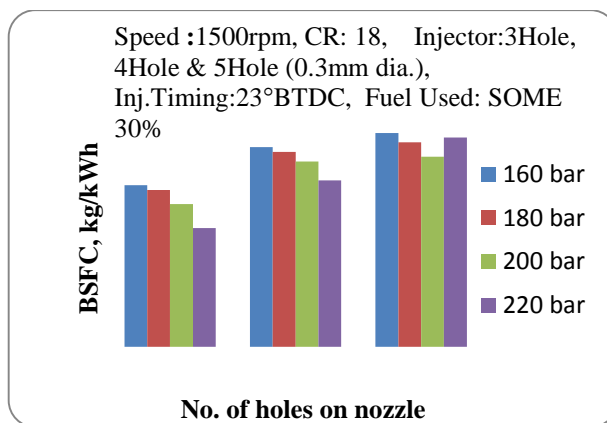 Speed :1500rpm, CR: 18, Injector:3Hole,
4Hole & 5Hole (0.3mm dia.),
Inj.Timing:23°BTDC, Fuel Used: SOME
30%
BSFC, kg/kWh
160 bar
180 bar
200 bar
220 bar
No. of holes on nozzle